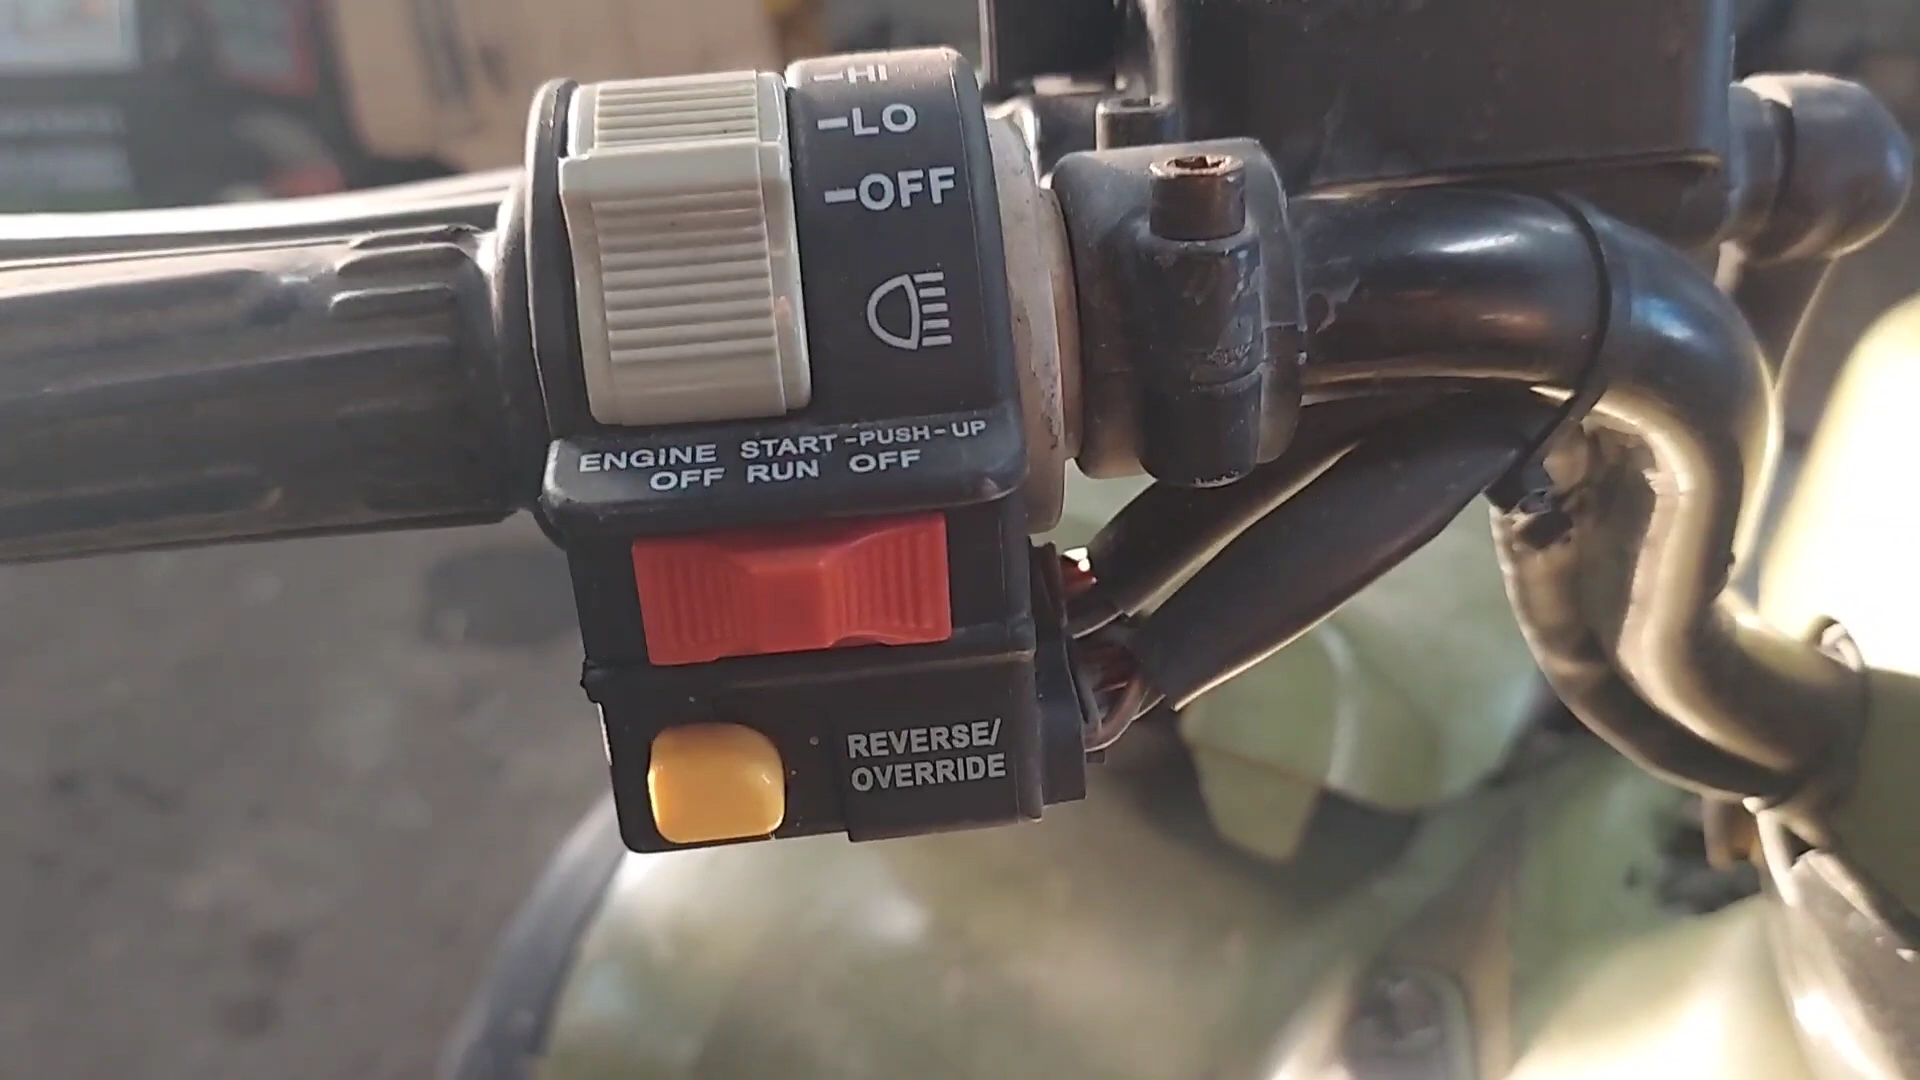 -HI
-LO
-OFF
ENGINE START-PUSH-UP
OFF RUN OFF
REVERSE/
OVERRIDE